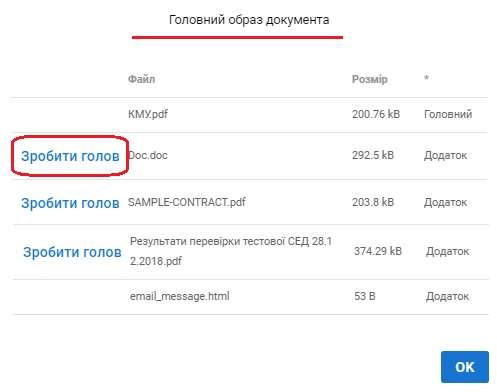 Головний образ документа
Файл Розмір *
КМУ.pdf 200.76 kB Головний
Зробити голов Doc.doc 292.5 kB Додаток
Зробити голов SAMPLE-CONTRACT.pdf 203.8 kB Додаток
Зробити голов Результати перевірки тестової СЕД 28.1 374.29 kB Додаток
2.2018.pdf
email_message.html 53 B Додаток
OK